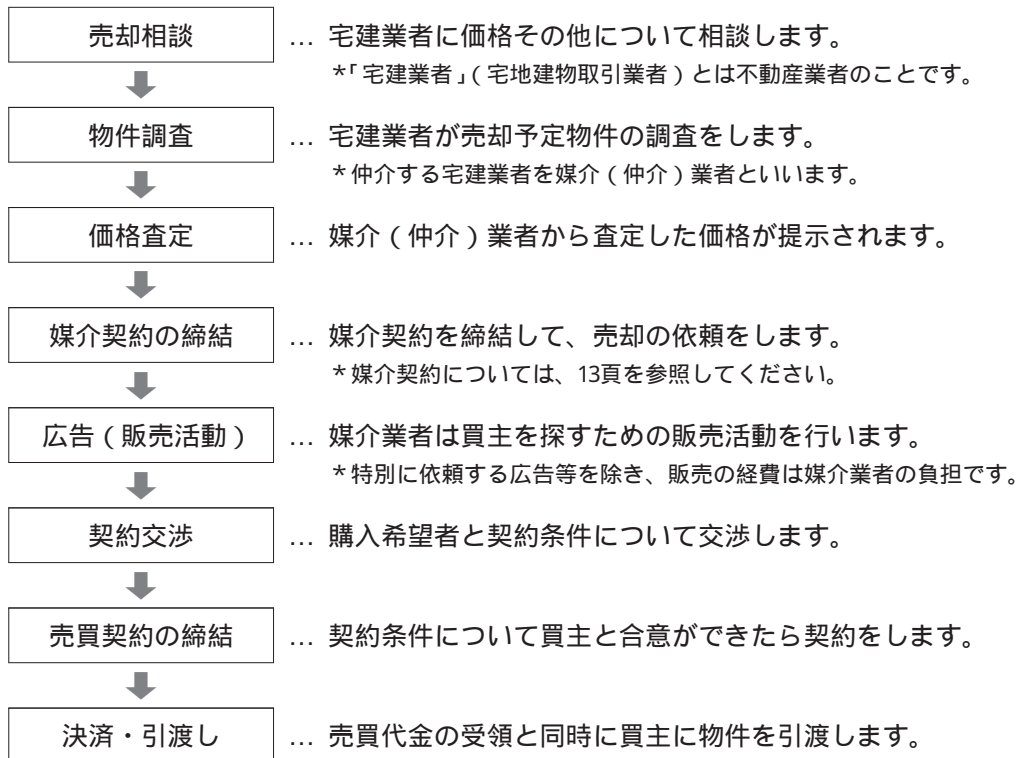 売却相談 … 宅建業者に価格その他について相談します。
*「宅建業者」(宅地建物取引業者)とは不動産業者のことです。
物件調査 … 宅建業者が売却予定物件の調査をします。
*仲介する宅建業者を媒介(仲介)業者といいます。
価格査定 … 媒介(仲介)業者から査定した価格が提示されます。
媒介契約の締結 … 媒介契約を締結して、売却の依頼をします。
*媒介契約については、13頁を参照してください。
広告(販売活動) … 媒介業者は買主を探すための販売活動を行います。
*特別に依頼する広告等を除き、販売の経費は媒介業者の負担です。
契約交渉 … 購入希望者と契約条件について交渉します。
売買契約の締結 … 契約条件について買主と合意ができたら契約をします。
決済・引渡し … 売買代金の受領と同時に買主に物件を引渡します。